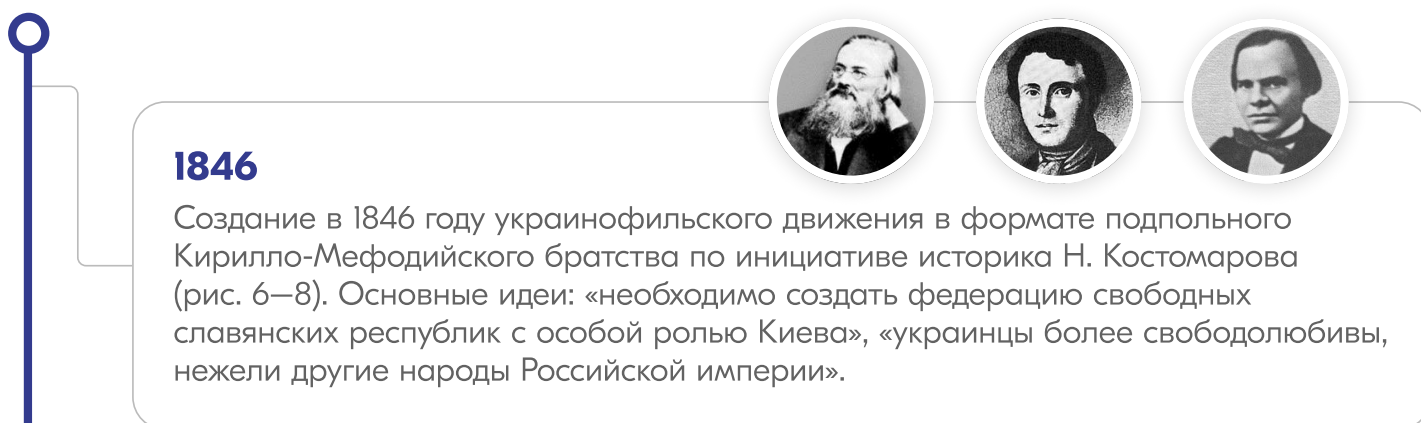 1846
Создание в 1846 году украинофильского движения в формате подпольного
Кирилло-Мефодийского братства по инициативе историка Н. Костомарова
(рис. 6–8). Основные идеи: «необходимо создать федерацию свободных
славянских республик с особой ролью Киева», «украинцы более свободолюбивы,
нежели другие народы Российской империи».